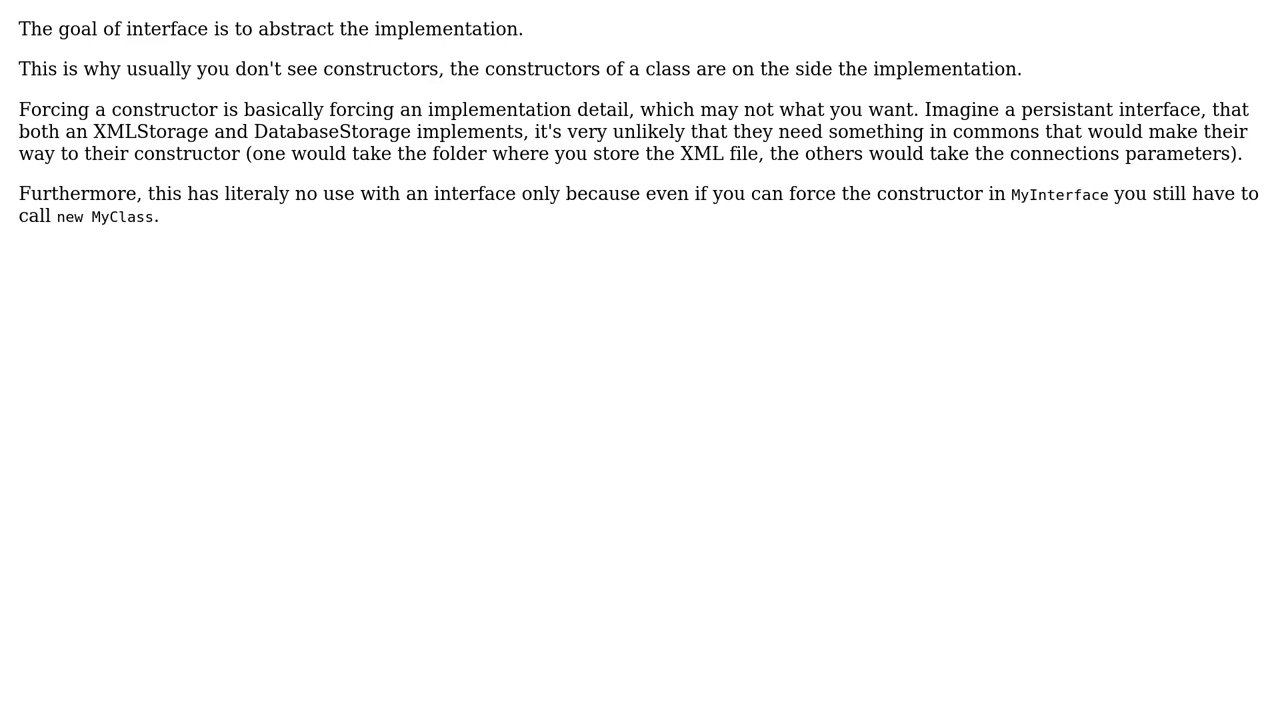 The goal of interface is to abstract the implementation.
This is why usually you don't see constructors, the constructors of a class are on the side the implementation.
Forcing a constructor is basically forcing an implementation detail, which may not what you want. Imagine a persistant interface, that
both an XMLStorage and DatabaseStorage implements, it's very unlikely that they need something in commons that would make their
way to their constructor (one would take the folder where you store the XML file, the others would take the connections parameters).
Furthermore, this has literaly no use with an interface only because even if you can force the constructor in MyInterface you still have to
call new MyClass.